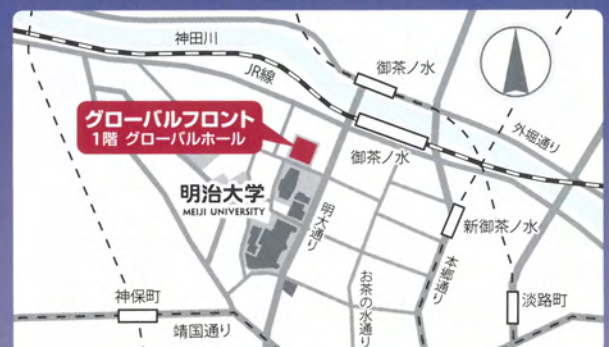 神田川
JR線
御茶ノ水
グローバルフロント
1階 グローバルホール
御茶ノ水
外堀通り
明治大学
MEIJI UNIVERSITY
明大通り
新御茶ノ水
本郷通り
お茶の水通り
神保町
淡路町
靖国通り